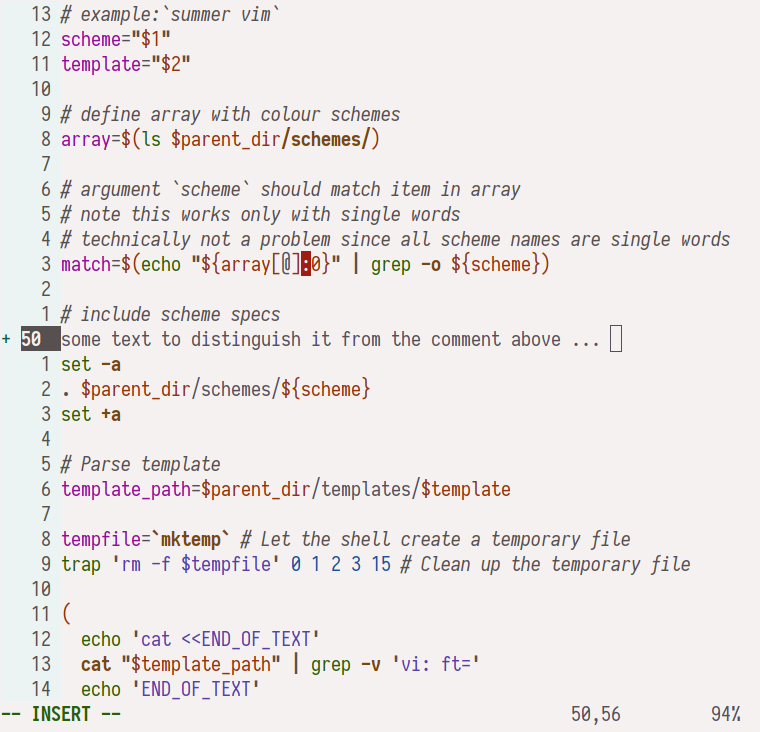 13 # example:`summer vim`
12 scheme="$1"
11 template="$2"
10
9 # define array with colour schemes
8 array=$(ls $parent_dir/schemes/)
7
6 # argument `scheme` should match item in array
5 # note this works only with single words
4 # technically not a problem since all scheme names are single words
3 match=$(echo "${array[@]:0}" | grep -o ${scheme})
2
1 # include scheme specs
+ 50 some text to distinguish it from the comment above ...
1 set -a
2 . $parent_dir/schemes/${scheme}
3 set +a
4
5 # Parse template
6 template_path=$parent_dir/templates/$template
7
8 tempfile=`mktemp` # Let the shell create a temporary file
9 trap 'rm -f $tempfile' 0 1 2 3 15 # Clean up the temporary file
10
11 (
12   echo 'cat <<END_OF_TEXT'
13   cat "$template_path" | grep -v 'vi: ft='
14   echo 'END_OF_TEXT'
-- INSERT -- 50,56 94%